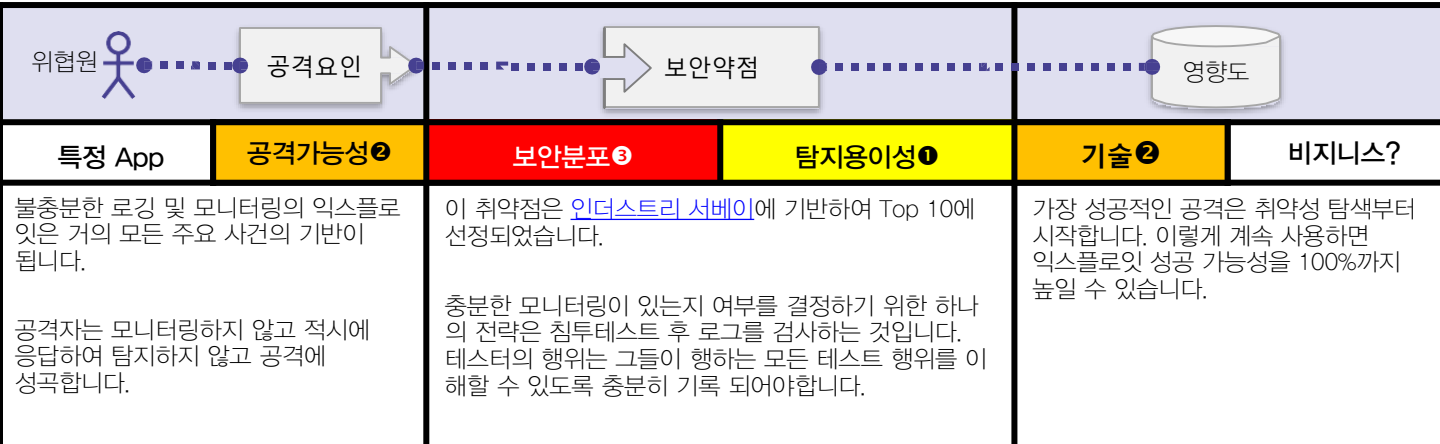 위협원
공격요인
보안약점
영향도
특정 App
공격가능성❷
보안분포❸
탐지용이성❶
기술❷
비지니스?
불충분한 로깅 및 모니터링의 익스플로
잇은 거의 모든 주요 사건의 기반이
됩니다.
공격자는 모니터링하지 않고 적시에
응답하여 탐지하지 않고 공격에
성곡합니다.
이 취약점은 인더스트리 서베이에 기반하여 Top 10에
선정되었습니다.
충분한 모니터링이 있는지 여부를 결정하기 위한 하나
의 전략은 침투테스트 후 로그를 검사하는 것입니다.
테스터의 행위는 그들이 행하는 모든 테스트 행위를 이
해할 수 있도록 충분히 기록 되어야합니다.
가장 성공적인 공격은 취약성 탐색부터
시작합니다. 이렇게 계속 사용하면
익스플로잇 성공 가능성을 100%까지
높일 수 있습니다.